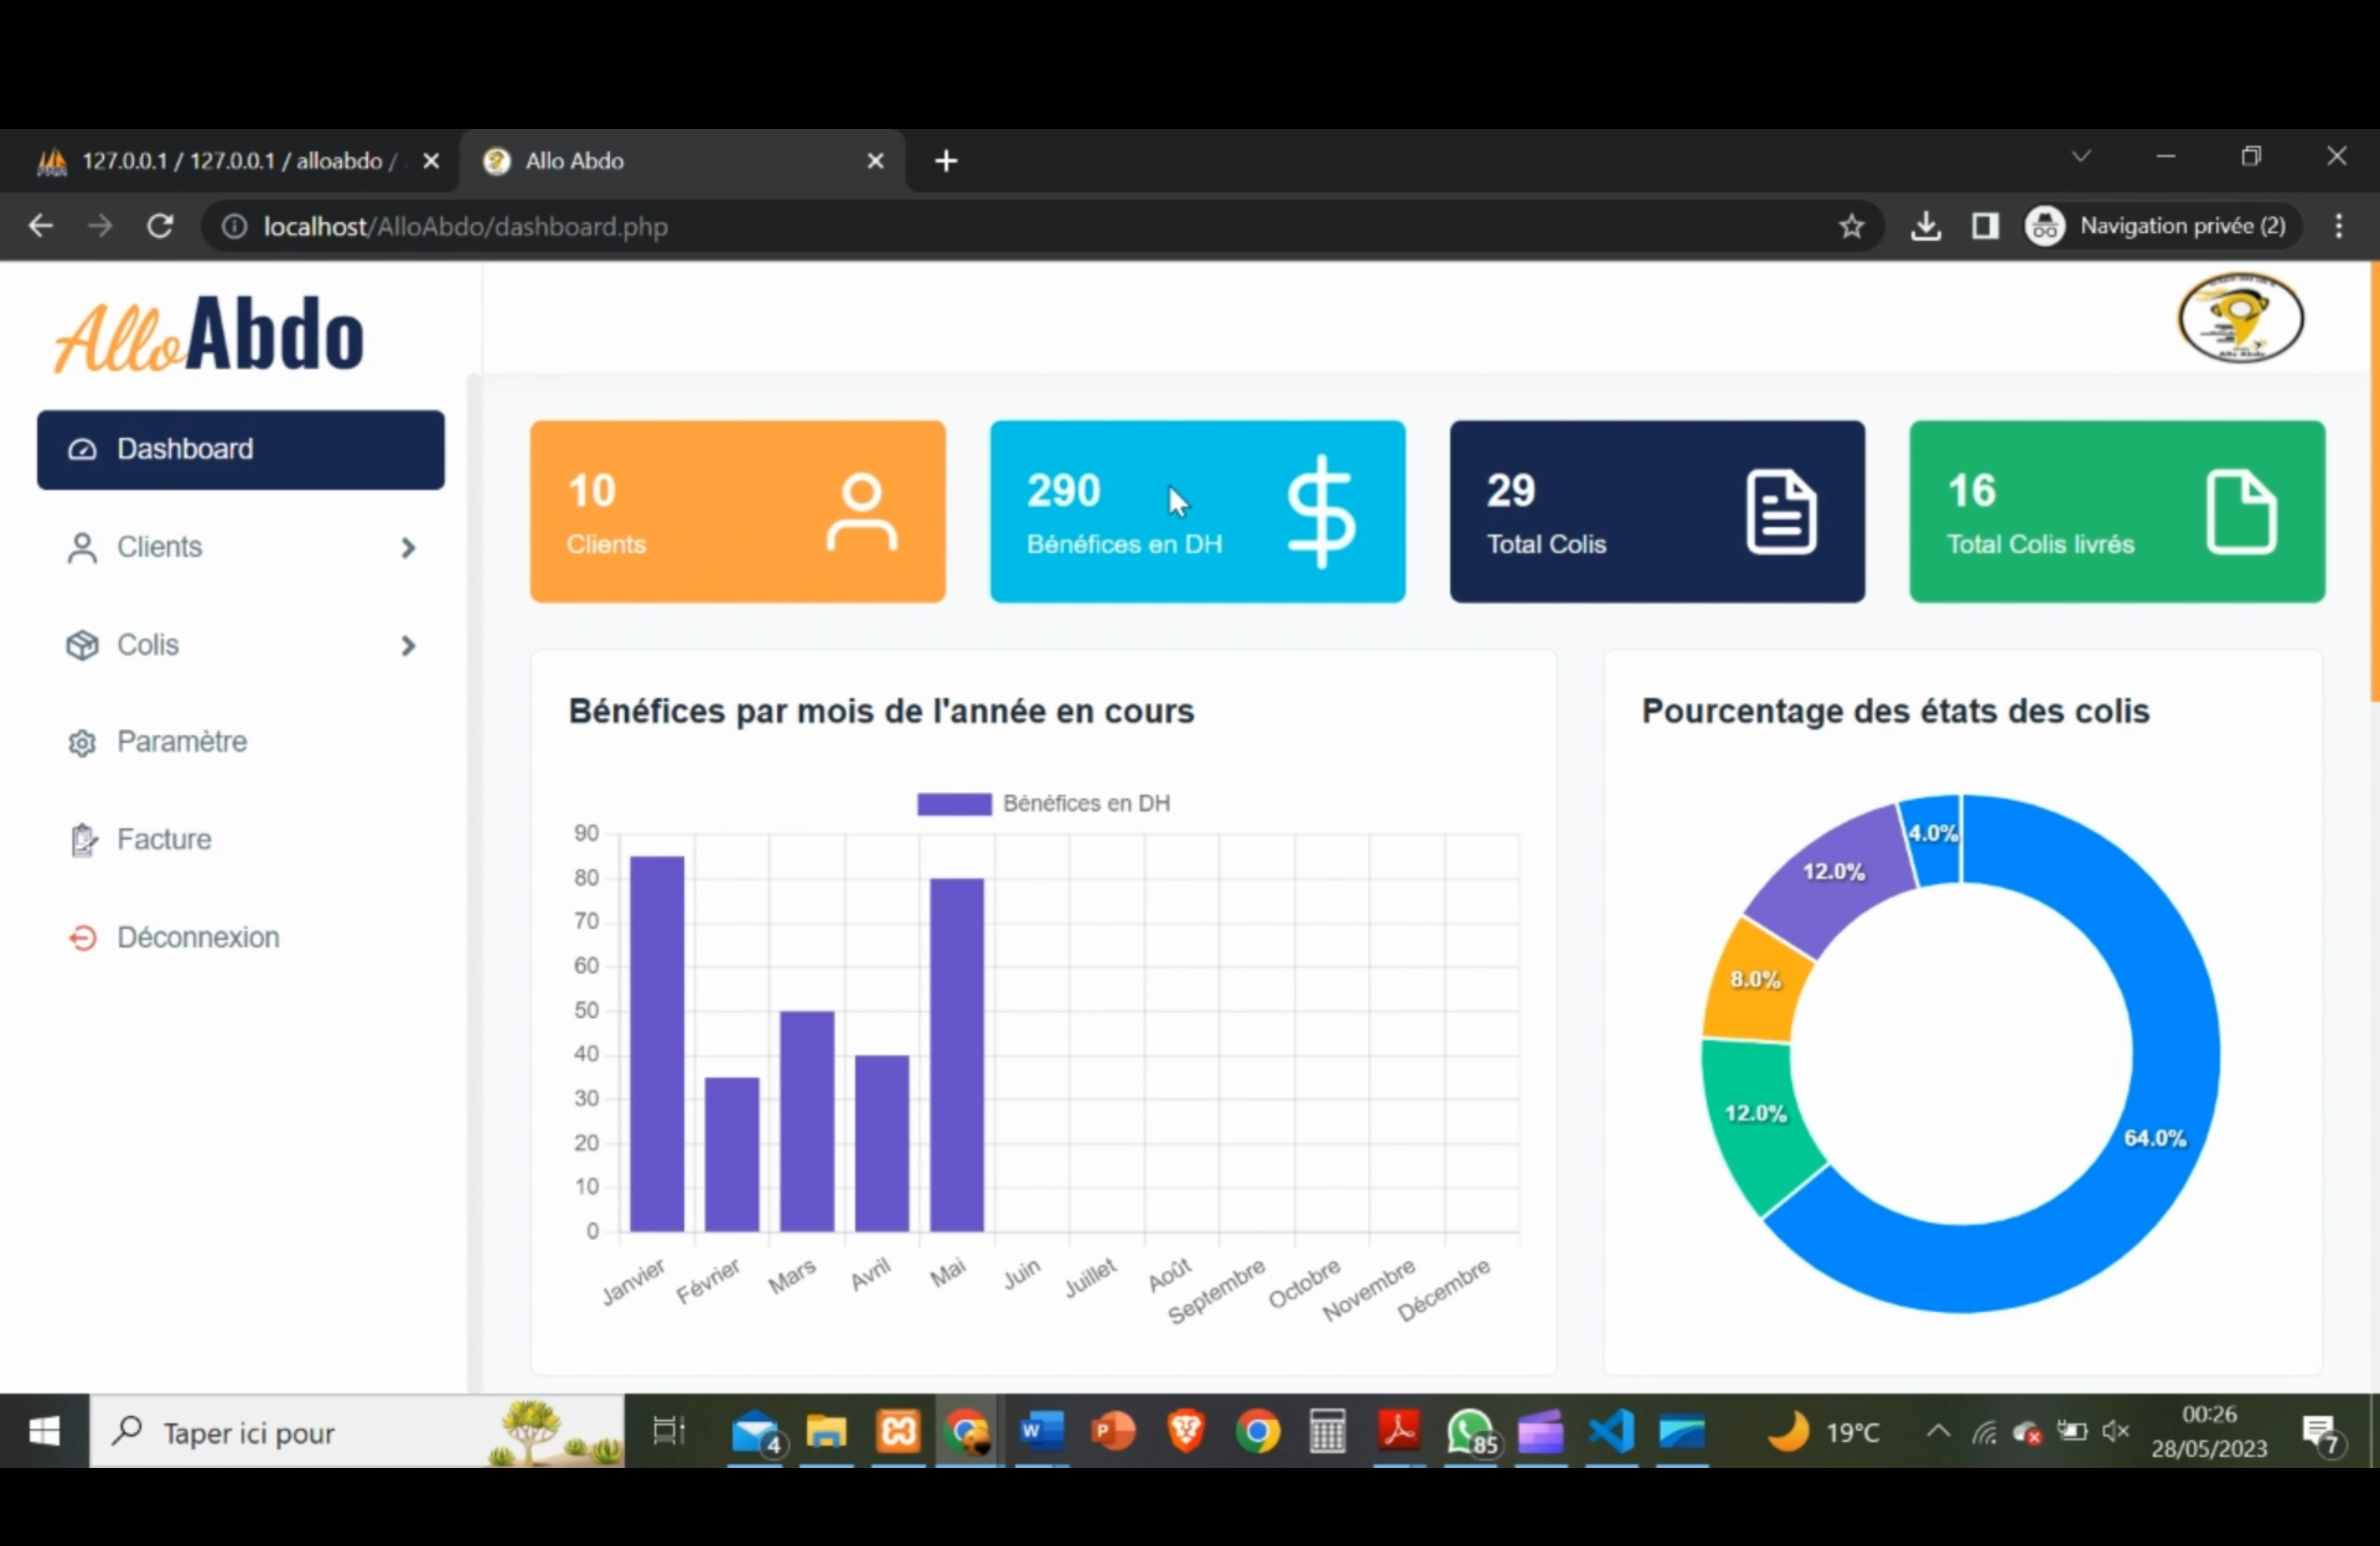 127.0.0.1 / 127.0.0.1 / alloabdo /
Allo Abdo
localhost/AlloAbdo/dashboard.php
Navigation privée (2)
AlloAbdo
Dashboard
Clients
Colis
Paramètre
Facture
Déconnexion
10
Clients
290
Bénéfices en DH
29
Total Colis
16
Total Colis livrés
Bénéfices par mois de l'année en cours
Bénéfices en DH
90
80
70
60
50
40
30
20
10
0
Janvier
Février
Mars
Avril
Mai
Juin
Juillet
Août
Septembre
Octobre
Novembre
Décembre
Pourcentage des états des colis
4.0%
12.0%
8.0%
12.0%
64.0%
Taper ici pour
4
85
19°C
00:26
28/05/2023
7